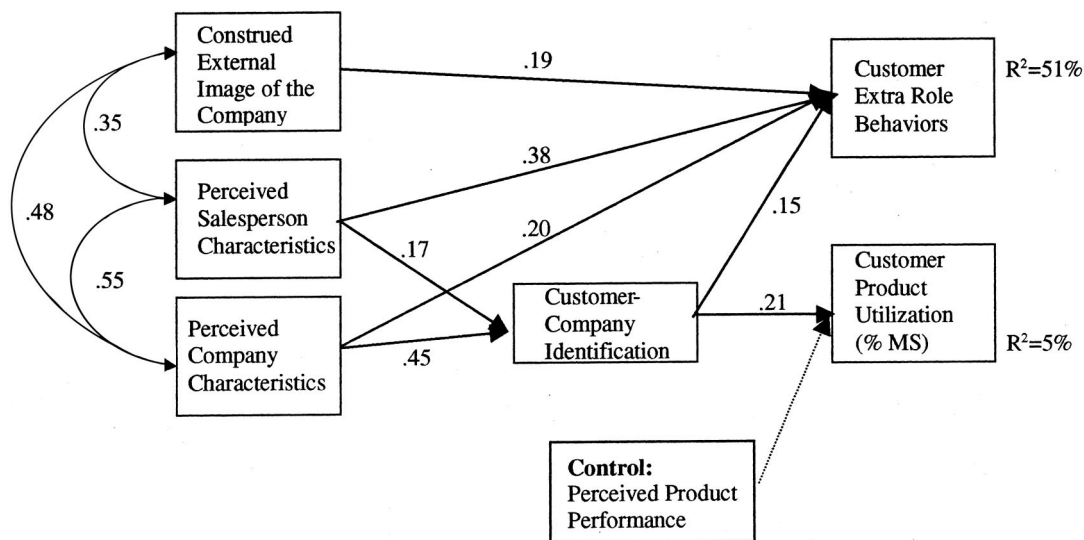 Construed
External
Image of the
Company
.19
Customer
Extra Role
Behaviors
R²=51%
.35
.38
Perceived
Salesperson
Characteristics
.48
.20
.15
.17
.55
Customer
Product
Utilization
(% MS)
R²=5%
Customer-
Company
Identification
.21
Perceived
Company
Characteristics
.45
Control:
Perceived Product
Performance